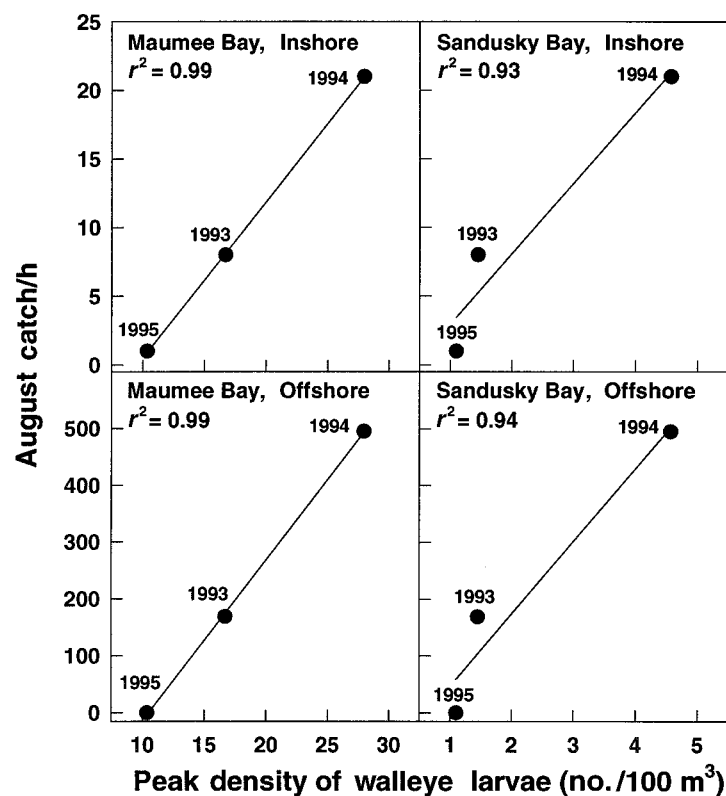 Maumee Bay, Inshore
r² = 0.99
1994
1993
1995
Sandusky Bay, Inshore
r² = 0.93
1994
1993
1995
25
20
15
10
5
0
August catch/h
Maumee Bay, Offshore
r² = 0.99
1994
1993
1995
Sandusky Bay, Offshore
r² = 0.94
1994
1993
1995
500
400
300
200
100
0
10 15 20 25 30 1 2 3 4 5
Peak density of walleye larvae (no./100 m³)